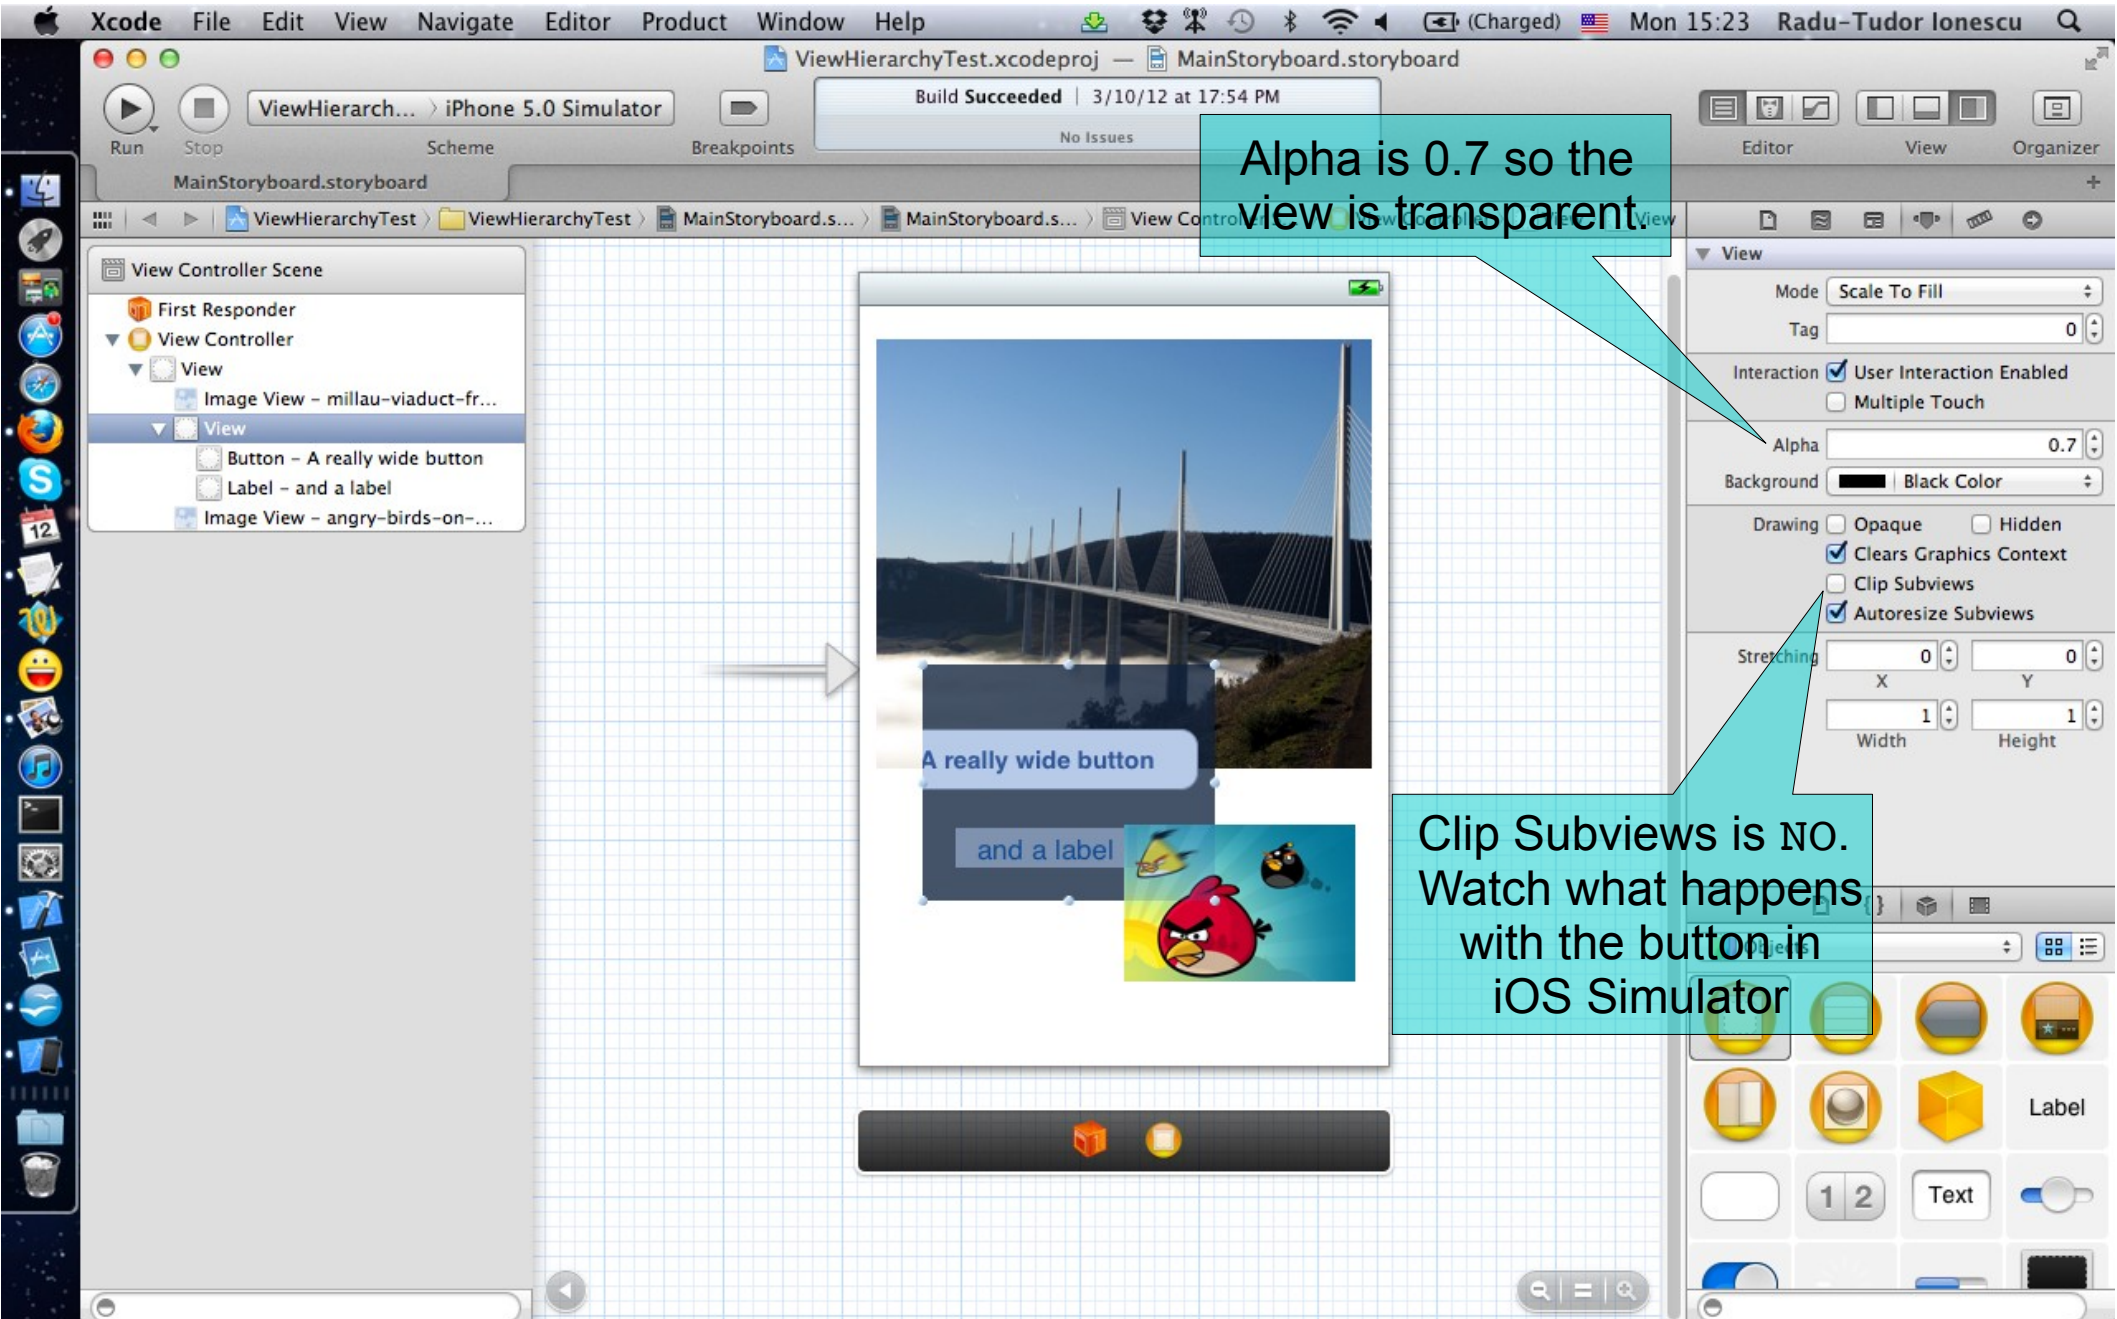 Xcode File Edit View Navigate Editor Product Window Help (Charged) Mon 15:23 Radu-Tudor Ionescu
ViewHierarchyTest.xcodeproj — MainStoryboard.storyboard
ViewHierarch... iPhone 5.0 Simulator
Build Succeeded | 3/10/12 at 17:54 PM
No Issues
Run Stop Scheme Breakpoints Editor View Organizer
MainStoryboard.storyboard
ViewHierarchyTest ViewHierarchyTest MainStoryboard.s... MainStoryboard.s... View View
Alpha is 0.7 so the
view is transparent.
View Controller Scene
First Responder
View Controller
View
Image View – millau-viaduct-fr...
View
Button – A really wide button
Label – and a label
Image View – angry-birds-on-...
A really wide button
and a label
View
Mode Scale To Fill
Tag 0
Interaction User Interaction Enabled
Multiple Touch
Alpha 0.7
Background Black Color
Drawing Opaque Hidden
Clears Graphics Context
Clip Subviews
Autoresize Subviews
Stretching 0 0
X Y
1 1
Width Height
Clip Subviews is NO.
Watch what happens
with the button in
iOS Simulator
Objects
Label
1 2 Text
12